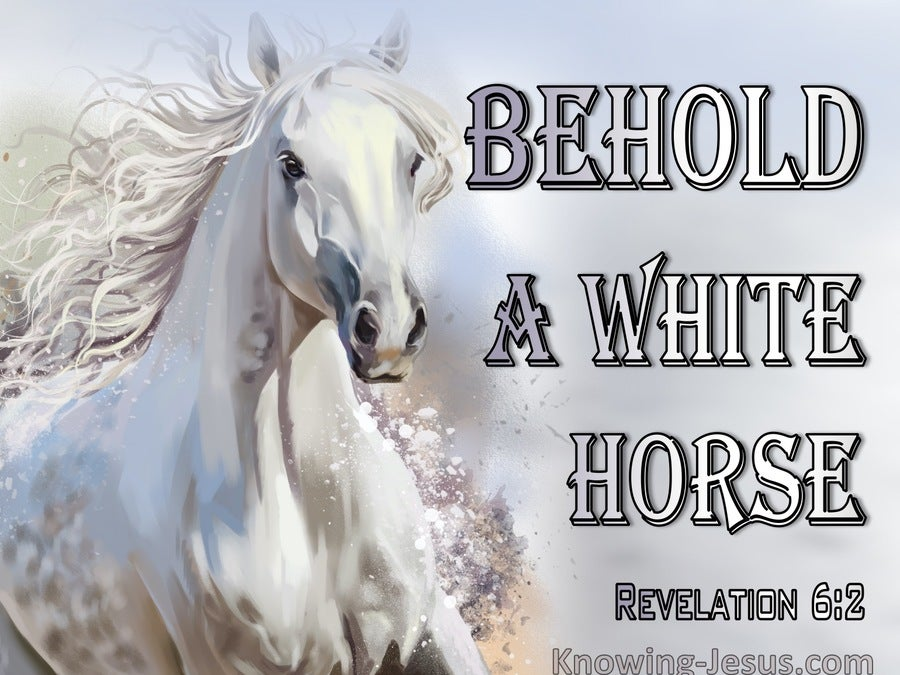 BEHOLD
A WHITE
HORSE
REVELATION 6:2
Knowing-Jesus.com